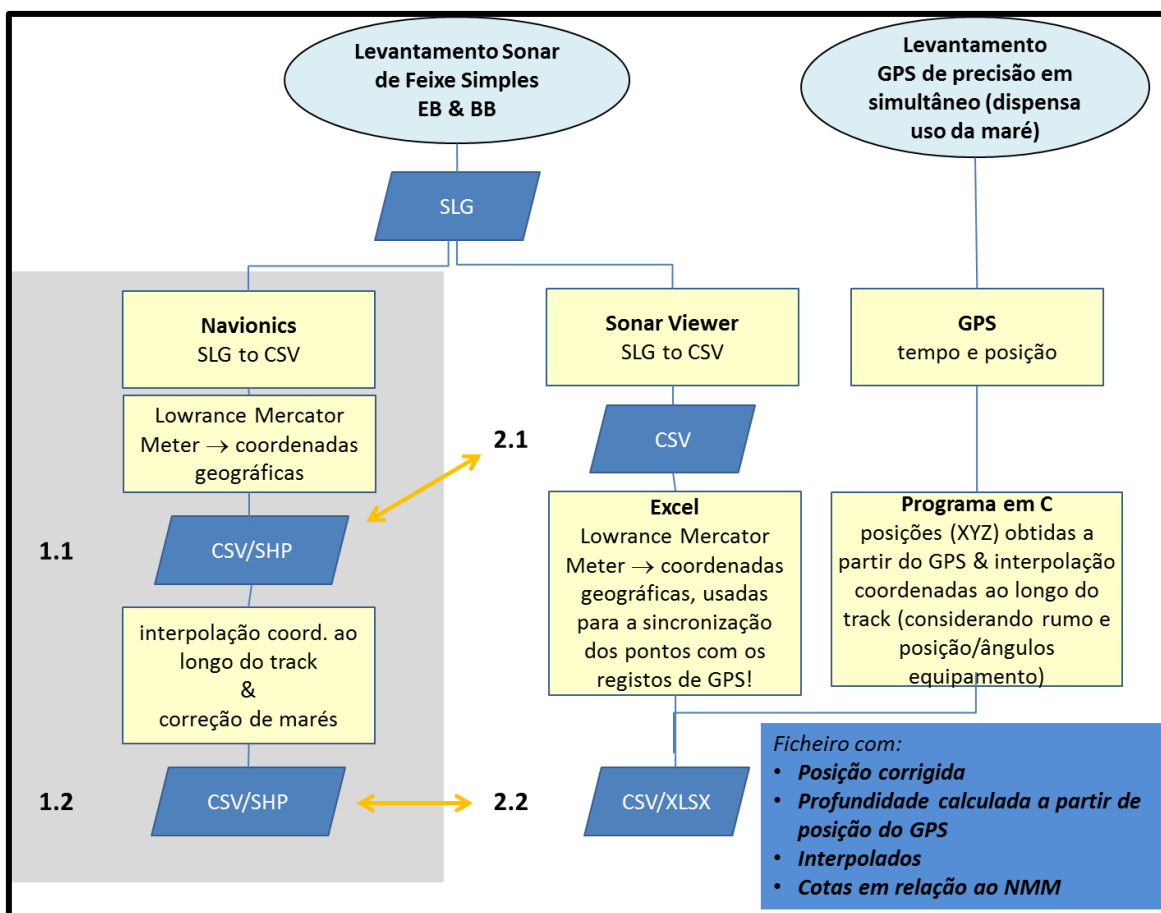 Levantamento Sonar
de Feixe Simples
EB & BB
Levantamento
GPS de precisão em
simultâneo (dispensa
uso da maré)
SLG
Navionics
SLG to CSV
Sonar Viewer
SLG to CSV
GPS
tempo e posição
Lowrance Mercator
Meter → coordenadas
geográficas
2.1
CSV
1.1
CSV/SHP
Excel
Lowrance Mercator
Meter → coordenadas
geográficas, usadas
para a sincronização
dos pontos com os
registos de GPS!
Programa em C
posições (XYZ) obtidas a
partir do GPS & interpolação
coordenadas ao longo do
track (considerando rumo e
posição/ângulos
equipamento)
interpolação coord. ao
longo do track
&
correção de marés
1.2
CSV/SHP
2.2
CSV/XLSX
Ficheiro com:
• Posição corrigida
• Profundidade calculada a partir de
posição do GPS
• Interpolados
• Cotas em relação ao NMM